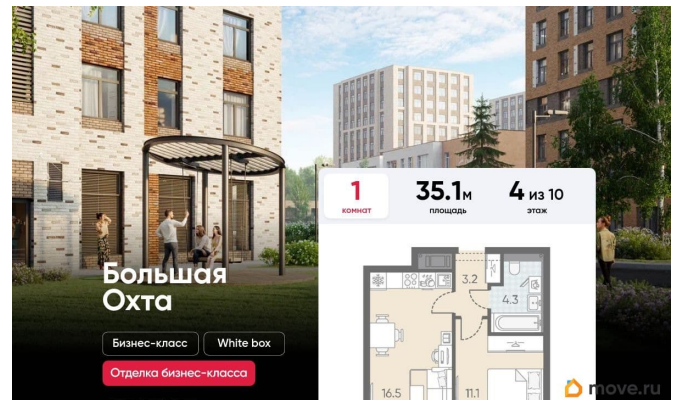 1
комнат
35.1м
площадь
4 из 10
этаж
Большая
Охта
Бизнес-класс
White box
Отделка бизнес-класса
3.2
4.3
16.5
11.1
move.ru